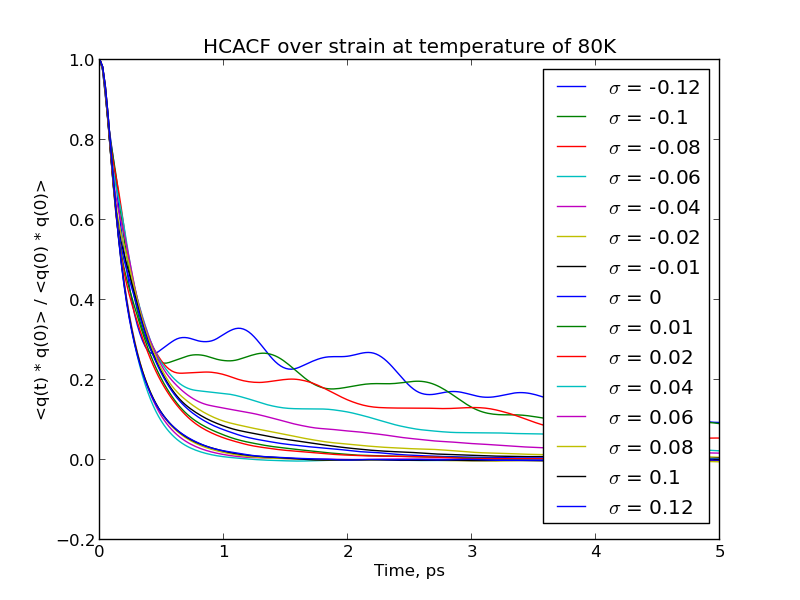 HCACF over strain at temperature of 80K
1.0
0.8
0.6
0.4
0.2
0.0
−0.2
<q(t) * q(0)> / <q(0) * q(0)>
0
1
2
3
4
5
Time, ps
σ = -0.12
σ = -0.1
σ = -0.08
σ = -0.06
σ = -0.04
σ = -0.02
σ = -0.01
σ = 0
σ = 0.01
σ = 0.02
σ = 0.04
σ = 0.06
σ = 0.08
σ = 0.1
σ = 0.12